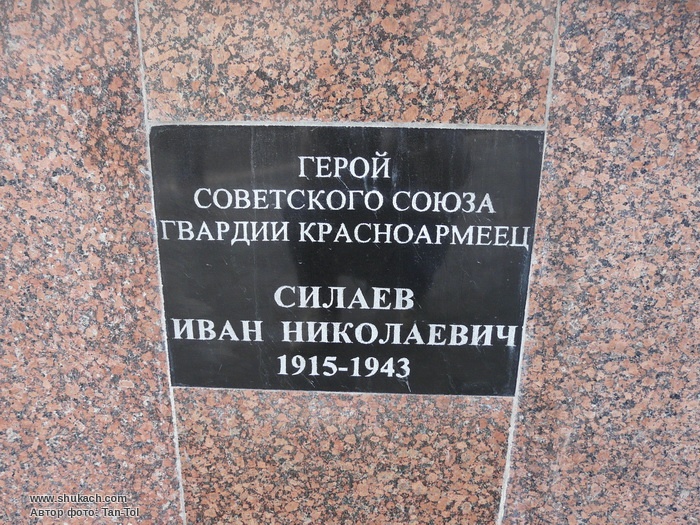 ГЕРОЙ
СОВЕТСКОГО СОЮЗА
ГВАРДИИ КРАСНОАРМЕЕЦ
СИЛАЕВ
ИВАН НИКОЛАЕВИЧ
1915-1943
www.shukach.com
Автор фото: Tan-Tol